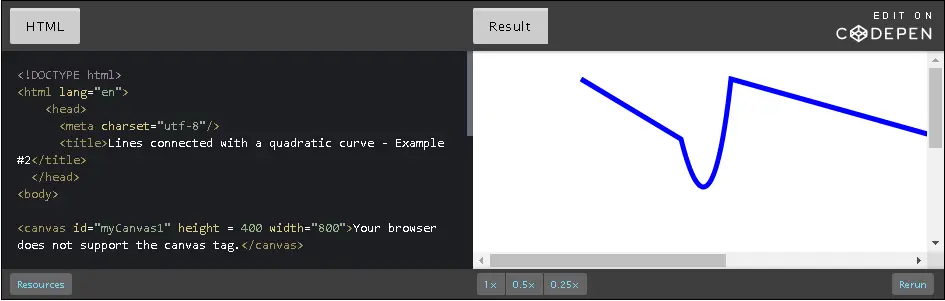 HTML
Result
EDIT ON
CODEPEN
<!DOCTYPE html>
<html lang="en">
<head>
<meta charset="utf-8"/>
<title>Lines connected with a quadratic curve - Example
#2</title>
</head>
<body>
<canvas id="myCanvas1" height = 400 width="800">Your browser
does not support the canvas tag.</canvas>
Resources
1×
0.5×
0.25×
Rerun